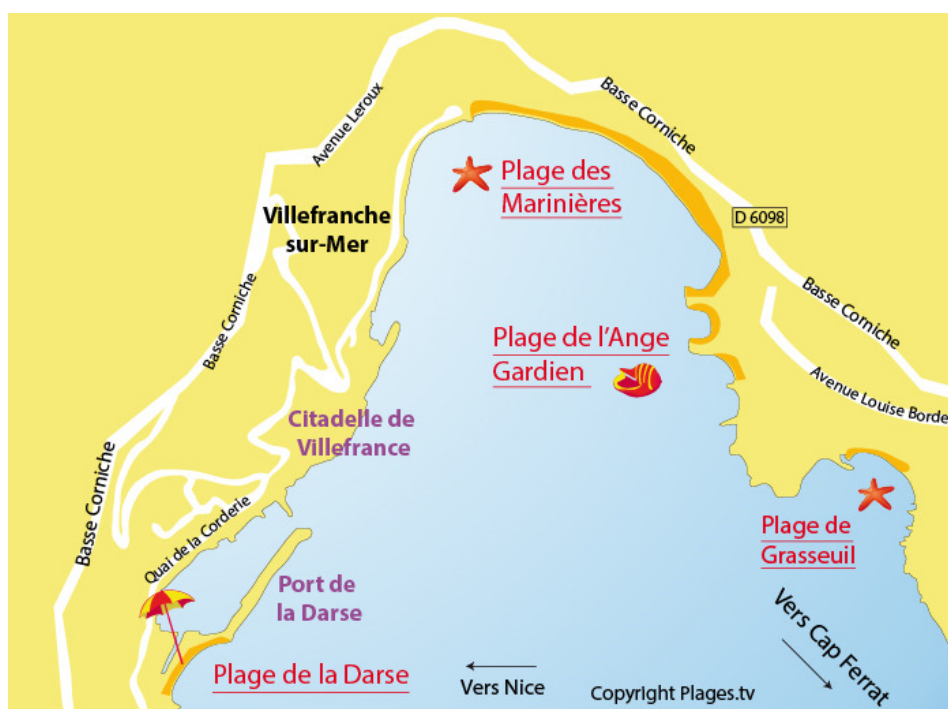 Basse Corniche
Avenue Leroux
Plage des
Marinières
Villefranche
sur-Mer
D 6098
Basse Corniche
Basse Corniche
Plage de l'Ange
Gardien
Avenue Louise Borde
Citadelle de
Villefrance
Basse Corniche
Quai de la Corderie
Plage de
Grasseuil
Port de
la Darse
Vers Cap Ferrat
Plage de la Darse
Vers Nice
Copyright Plages.tv